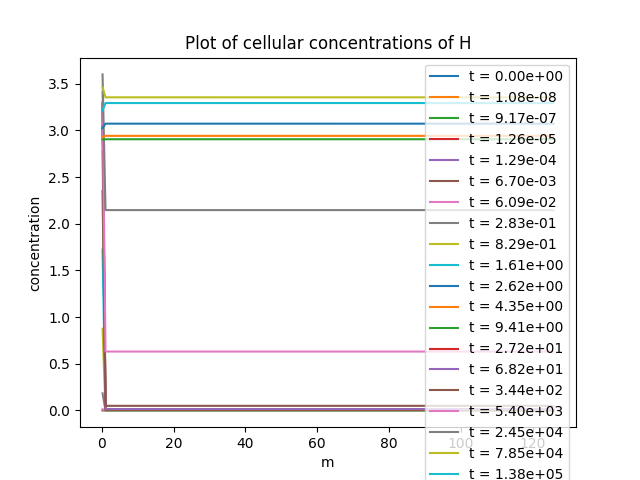 Plot of cellular concentrations of H
concentration
3.5
3.0
2.5
2.0
1.5
1.0
0.5
0.0
0 20 40 60 80 100 120
m
t = 0.00e+00
t = 1.08e-08
t = 9.17e-07
t = 1.26e-05
t = 1.29e-04
t = 6.70e-03
t = 6.09e-02
t = 2.83e-01
t = 8.29e-01
t = 1.61e+00
t = 2.62e+00
t = 4.35e+00
t = 9.41e+00
t = 2.72e+01
t = 6.82e+01
t = 3.44e+02
t = 5.40e+03
t = 2.45e+04
t = 7.85e+04
t = 1.38e+05